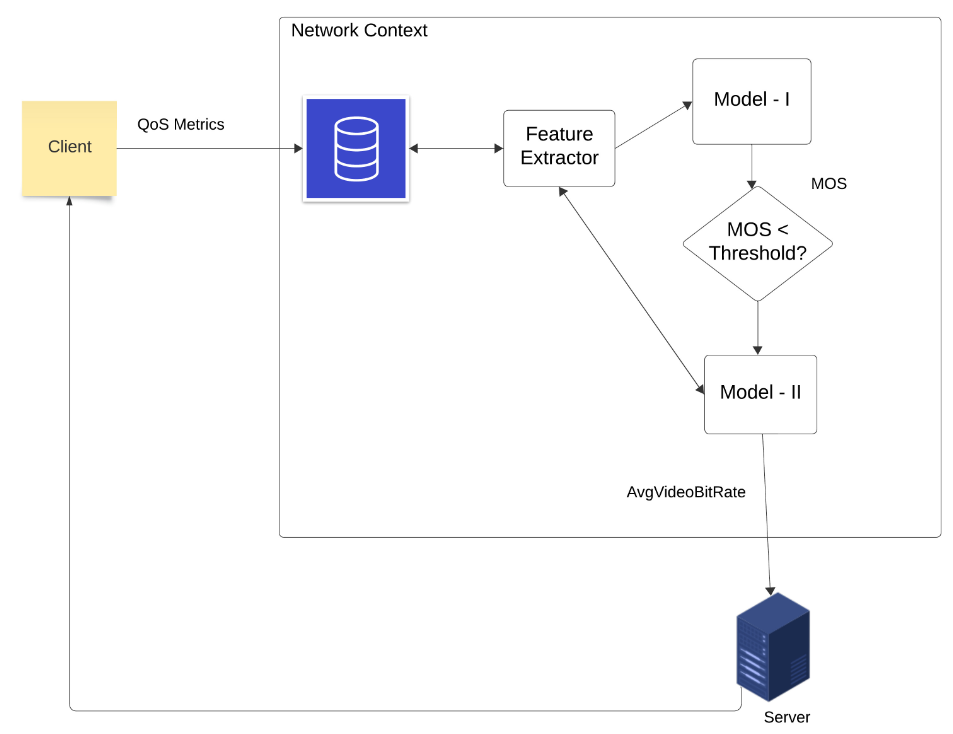 Network Context
Model - I
QoS Metrics
Client
Feature
Extractor
MOS
MOS <
Threshold?
Model - II
AvgVideoBitRate
Server